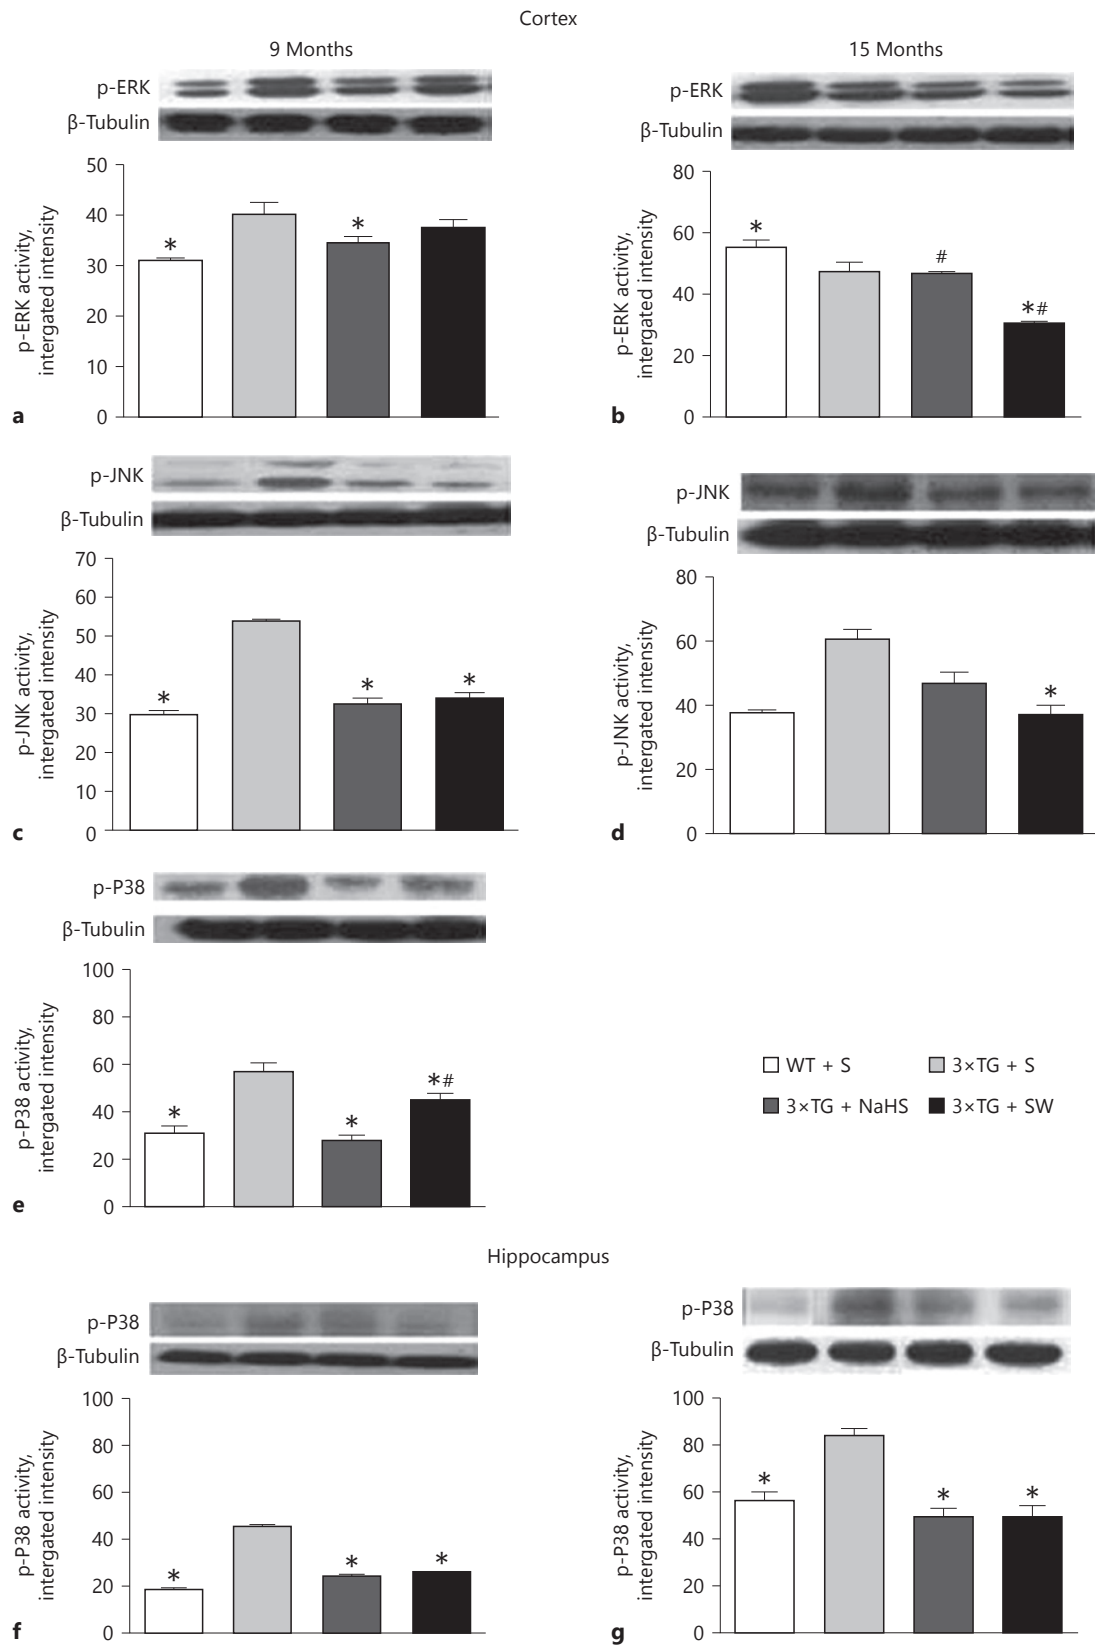 Cortex
9 Months
15 Months
p-ERK
β-Tubulin
50
40
30
20
10
0
p-ERK activity,
intergated intensity
*
*
a
p-ERK
β-Tubulin
80
60
40
20
0
p-ERK activity,
intergated intensity
*
#
*#
b
p-JNK
β-Tubulin
70
60
50
40
30
20
10
0
p-JNK activity,
intergated intensity
*
*
*
c
p-JNK
β-Tubulin
80
60
40
20
0
p-JNK activity,
intergated intensity
*
d
p-P38
β-Tubulin
100
80
60
40
20
0
p-P38 activity,
intergated intensity
*
*
*#
e
WT + S
3×TG + S
3×TG + NaHS
3×TG + SW
Hippocampus
p-P38
β-Tubulin
100
80
60
40
20
0
p-P38 activity,
intergated intensity
*
*
*
f
p-P38
β-Tubulin
100
80
60
40
20
0
p-P38 activity,
intergated intensity
*
*
*
g